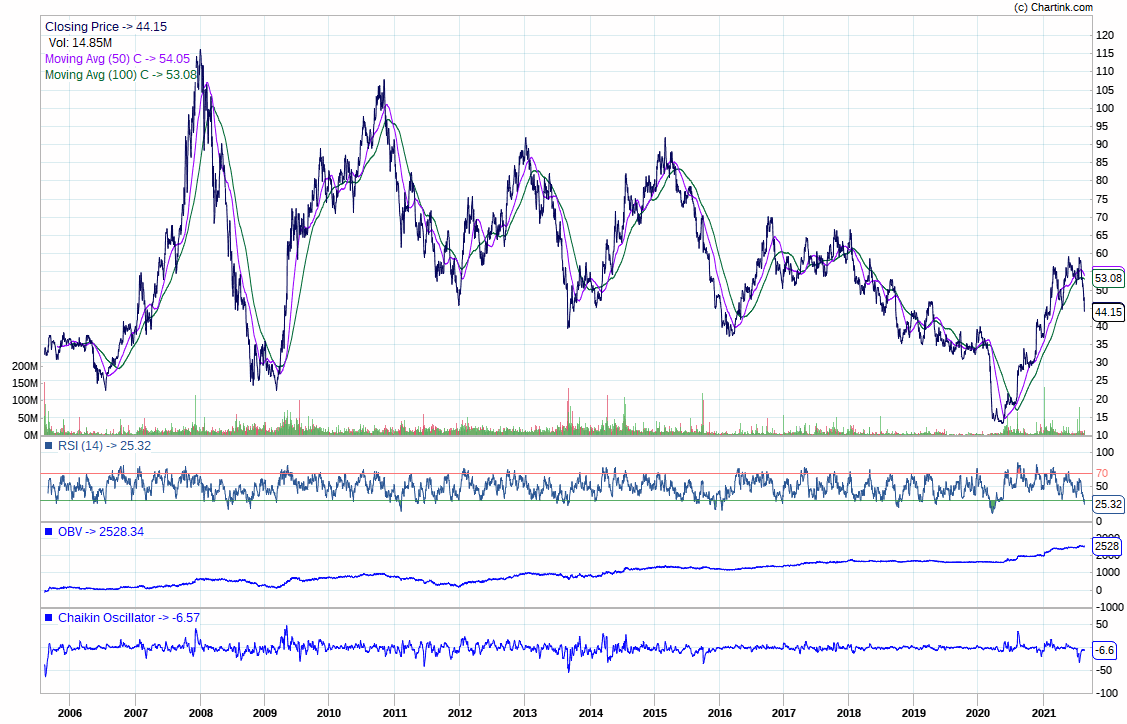 (c) Chartink.com
Closing Price -> 44.15
Vol: 14.85M
Moving Avg (50) C -> 54.05
Moving Avg (100) C -> 53.08
120
115
110
105
100
95
90
85
80
75
70
65
60
53.08
50
44.15
40
35
30
25
20
15
10
200M
150M
100M
50M
0M
RSI (14) -> 25.32
100
70
50
25.32
0
OBV -> 2528.34
2528
1000
0
-1000
Chaikin Oscillator -> -6.57
50
-6.6
-50
-100
2006 2007 2008 2009 2010 2011 2012 2013 2014 2015 2016 2017 2018 2019 2020 2021